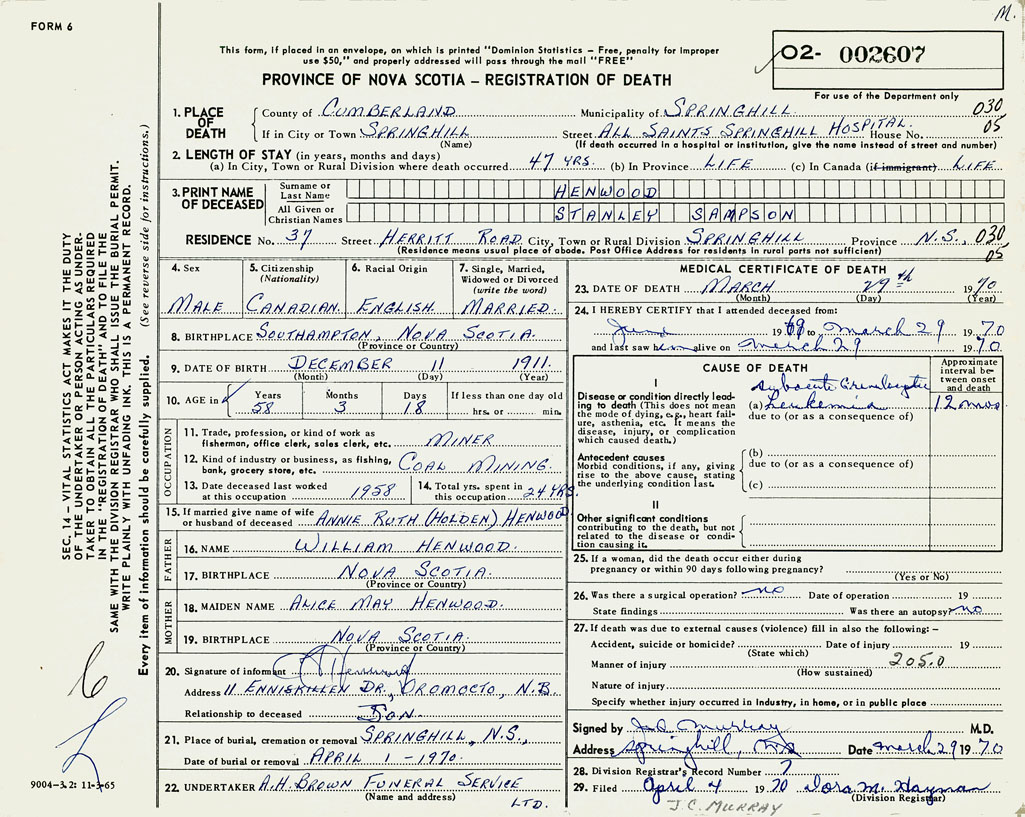 M.
FORM 6
This form, if placed in an envelope, on which is printed "Dominion Statistics – Free, penalty for improper
use $50," and properly addressed will pass through the mail "FREE"
PROVINCE OF NOVA SCOTIA – REGISTRATION OF DEATH
02- 002607
For use of the Department only
1. PLACE OF DEATH
County of CUMBERLAND Municipality of SPRINGHILL 030
If in City or Town SPRINGHILL Street ALL SAINTS SPRINGHILL HOSPITAL. House No. 05
(Name) (If death occurred in a hospital or institution, give the name instead of street and number)
2. LENGTH OF STAY (in years, months and days)
(a) In City, Town or Rural Division where death occurred 47 YRS. (b) In Province LIFE (c) In Canada (if immigrant) LIFE
3. PRINT NAME OF DECEASED
Surname or Last Name HENWOOD
All Given or Christian Names STANLEY SAMPSON
RESIDENCE No. 37 Street HERRITT ROAD City, Town or Rural Division SPRINGHILL Province N.S., 030
(Residence means usual place of abode. Post Office Address for residents in rural parts not sufficient) 05
4. Sex
MALE
5. Citizenship (Nationality)
CANADIAN
6. Racial Origin
ENGLISH
7. Single, Married, Widowed or Divorced (write the word)
MARRIED.
8. BIRTHPLACE SOUTHAMPTON, NOVA SCOTIA.
(Province or Country)
9. DATE OF BIRTH DECEMBER 11 1911.
(Month) (Day) (Year)
10. AGE in Years Months Days If less than one day old
58 3 18 hrs. or min.
OCCUPATION
11. Trade, profession, or kind of work as fisherman, office clerk, sales clerk, etc. MINER
12. Kind of industry or business, as fishing, bank, grocery store, etc. COAL MINING.
13. Date deceased last worked at this occupation 1958
14. Total yrs. spent in this occupation 24 YRS.
15. If married give name of wife or husband of deceased ANNIE RUTH (HOLDEN) HENWOOD
FATHER
16. NAME WILLIAM HENWOOD.
17. BIRTHPLACE NOVA SCOTIA.
(Province or Country)
MOTHER
18. MAIDEN NAME ALICE MAY HENWOOD.
19. BIRTHPLACE NOVA SCOTIA.
(Province or Country)
20. Signature of informant Henwood
Address 11 ENNISKILLEN DR., OROMOCTO, N.B.
Relationship to deceased SON.
21. Place of burial, cremation or removal SPRINGHILL, N.S.,
Date of burial or removal APRIL 1 – 1970.
22. UNDERTAKER A.H. BROWN FUNERAL SERVICE
(Name and address) LTD.
MEDICAL CERTIFICATE OF DEATH
23. DATE OF DEATH MARCH 29th 1970
(Month) (Day) (Year)
24. I HEREBY CERTIFY that I attended deceased from:
June 1969 to March 29 1970
and last saw him alive on March 29 1970
CAUSE OF DEATH
Approximate interval between onset and death
I
Disease or condition directly leading to death (This does not mean the mode of dying, e.g., heart failure, asthenia, etc. It means the disease, injury, or complication which caused death.)
Subacute
(a) Leukemia 12 mos
due to (or as a consequence of)
Antecedent causes
Morbid conditions, if any, giving rise to the above cause, stating the underlying condition last.
(b)
due to (or as a consequence of)
(c)
II
Other significant conditions
contributing to the death, but not related to the disease or condition causing it.
25. If a woman, did the death occur either during
pregnancy or within 90 days following pregnancy?
(Yes or No)
26. Was there a surgical operation? no Date of operation 19
State findings Was there an autopsy? no
27. If death was due to external causes (violence) fill in also the following: –
Accident, suicide or homicide? Date of injury 19
(State which)
Manner of injury 205.0
(How sustained)
Nature of injury
Specify whether injury occurred in industry, in home, or in public place
Signed by J.C. Murray M.D.
Address Springhill, N.S. Date March 29 1970
28. Division Registrar's Record Number 7
29. Filed April 4 1970 Dora M. Hayman
(Division Registrar)
J.C. MURRAY
SEC. 14 – VITAL STATISTICS ACT MAKES IT THE DUTY
OF THE UNDERTAKER OR PERSON ACTING AS UNDER-
TAKER TO OBTAIN ALL THE PARTICULARS REQUIRED
IN THE "REGISTRATION OF DEATH" AND TO FILE THE
SAME WITH THE DIVISION REGISTRAR WHO SHALL ISSUE THE BURIAL PERMIT.
WRITE PLAINLY WITH UNFADING INK. THIS IS A PERMANENT RECORD.
Every item of information should be carefully supplied. (See reverse side for instructions.)
9004-3.2: 11-3-65